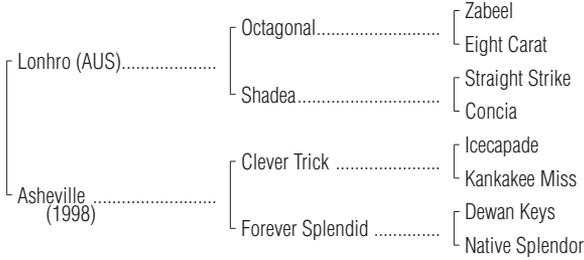 Zabeel
Octagonal..........................
Eight Carat
Lonhro (AUS)....................
Straight Strike
Shadea..............................
Concia
Icecapade
Clever Trick ......................
Kankakee Miss
Asheville ..........................
(1998)
Dewan Keys
Forever Splendid ..............
Native Splendor